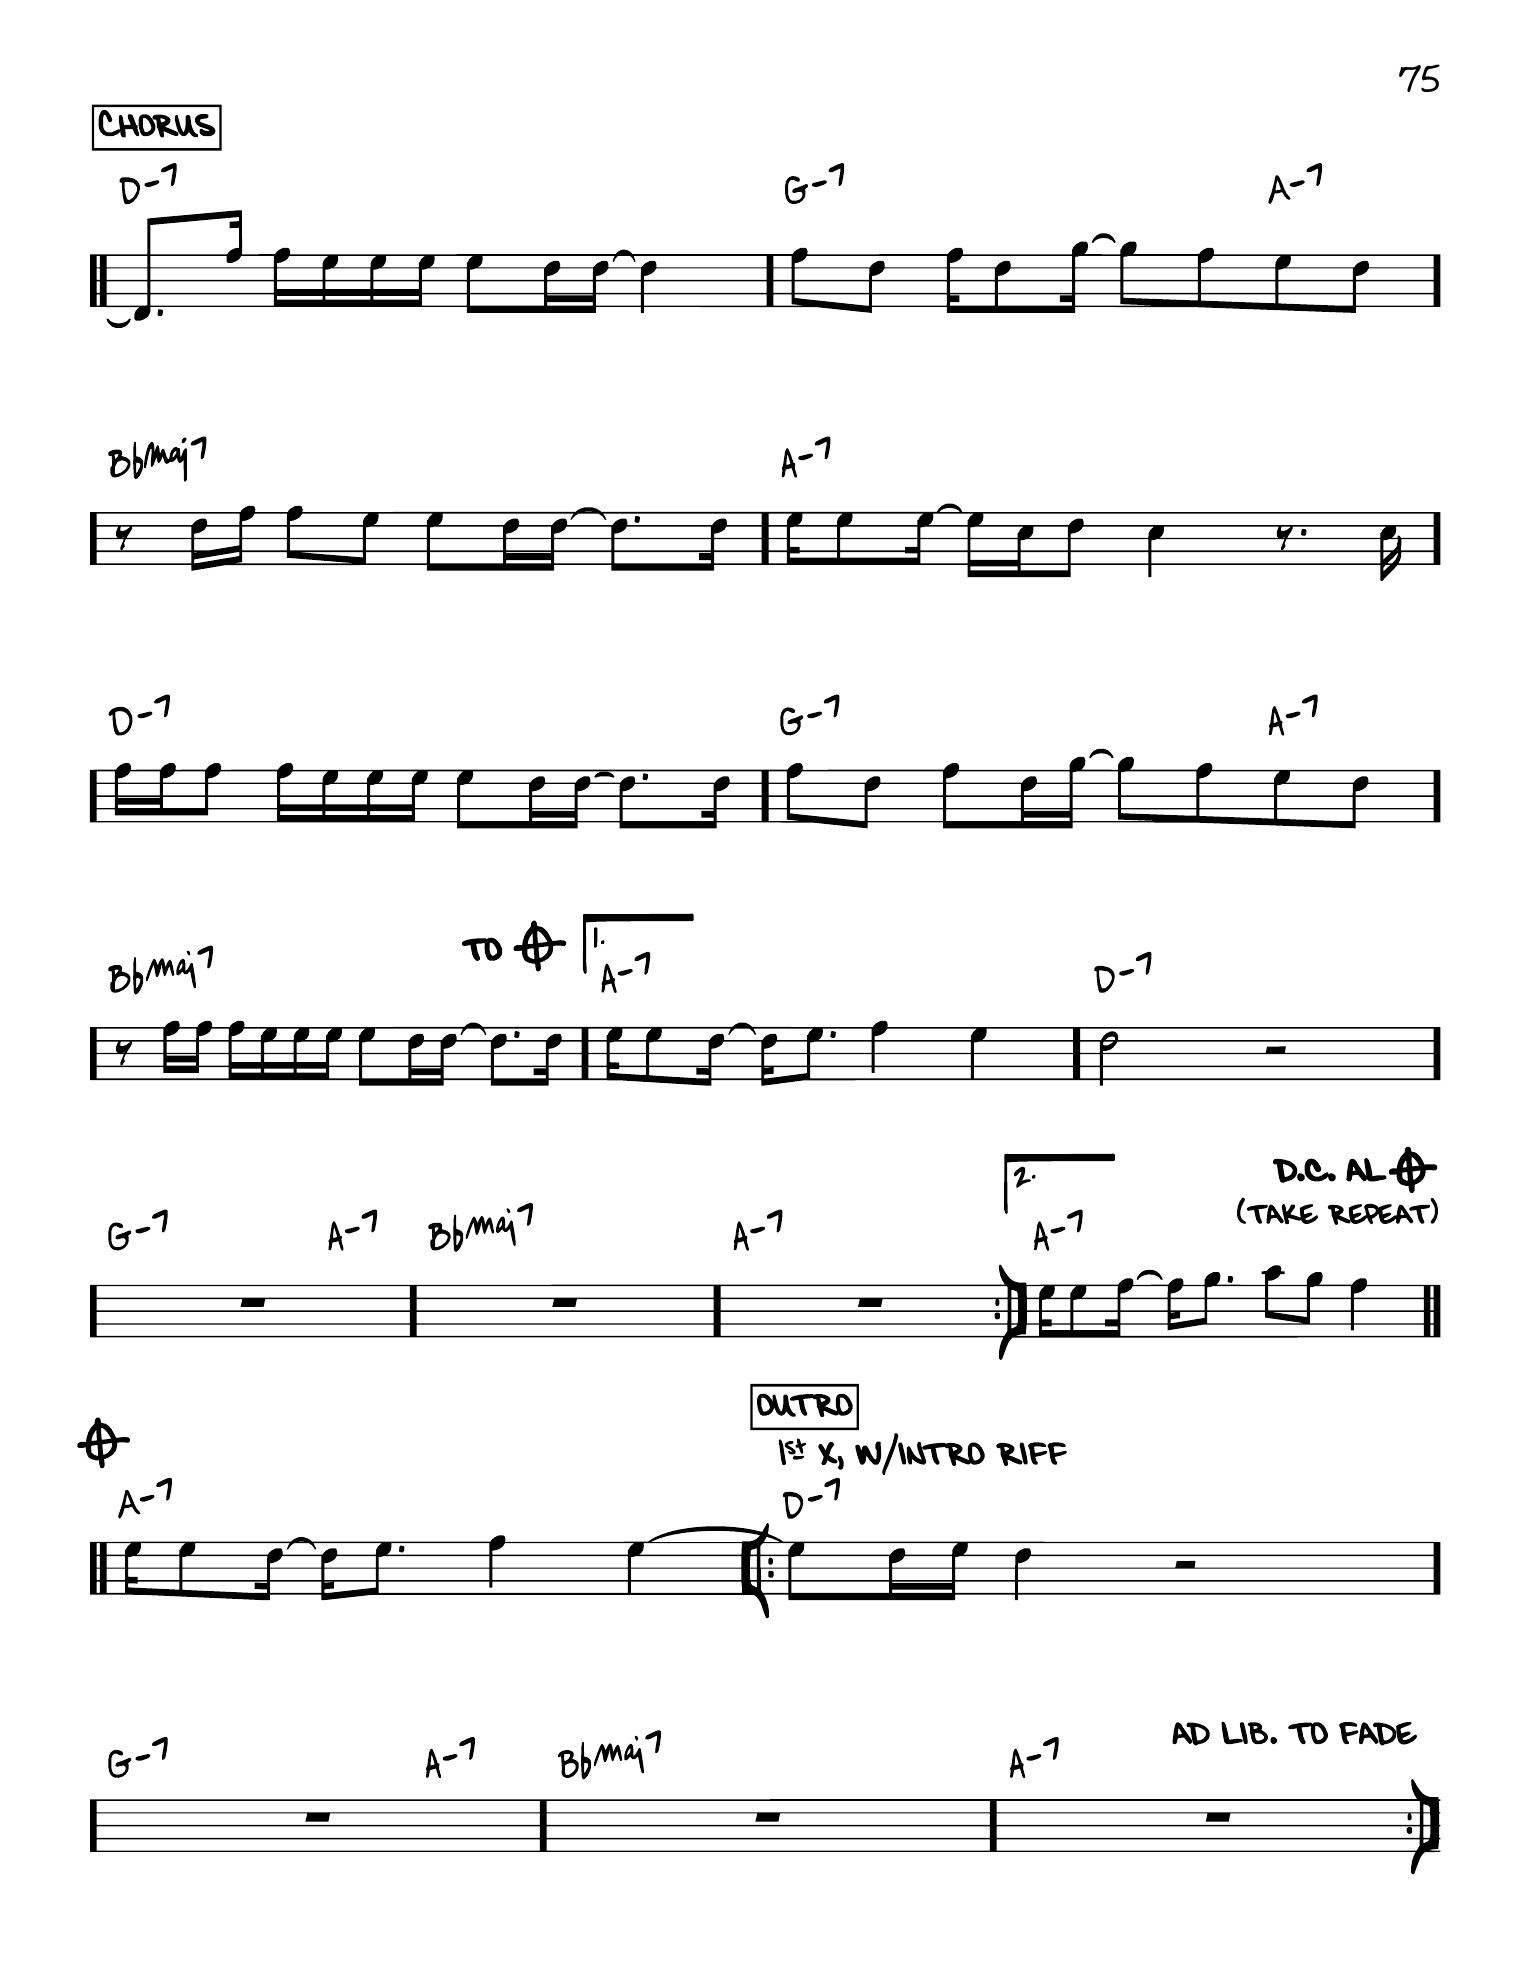 75
CHORUS
D-7 G-7 A-7
Bbmaj7 A-7
D-7 G-7 A-7
TO 1.
Bbmaj7 A-7 D-7
2. D.C. AL
(TAKE REPEAT)
G-7 A-7 Bbmaj7 A-7 A-7
OUTRO
1st X, W/INTRO RIFF
A-7 D-7
AD LIB. TO FADE
G-7 A-7 Bbmaj7 A-7